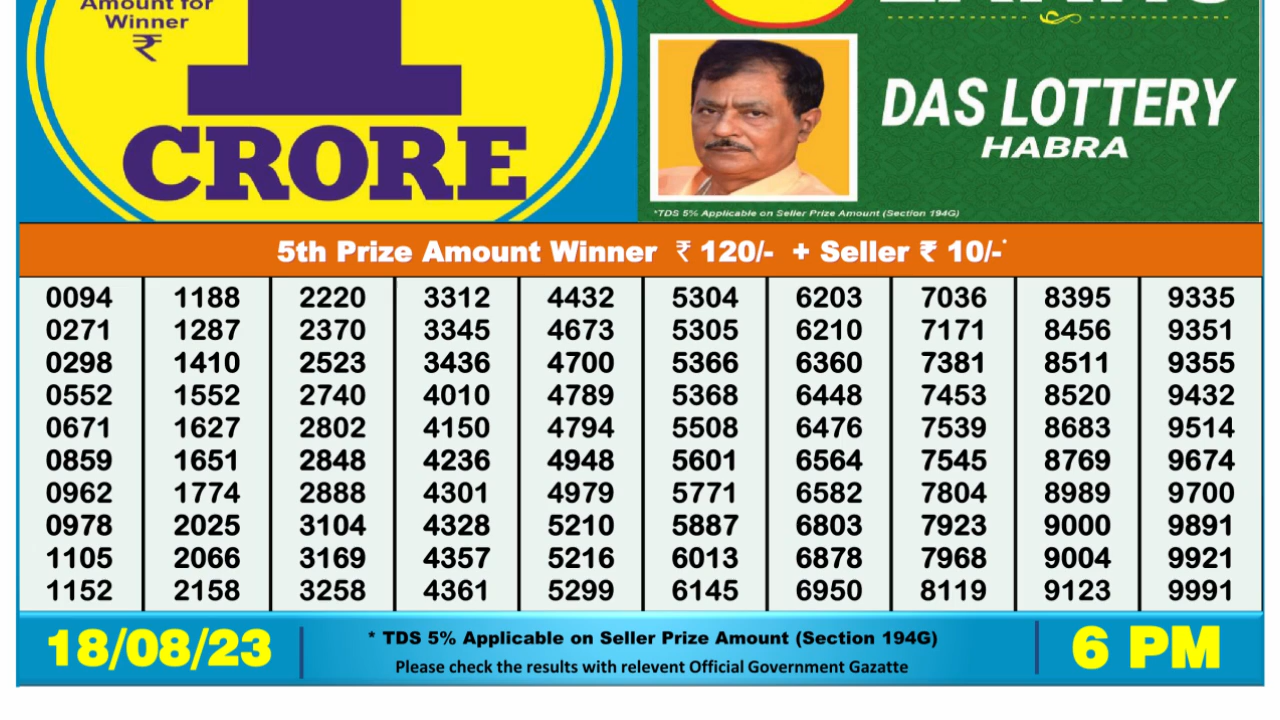 Amount for
Winner
₹
1
CRORE
DAS LOTTERY
HABRA
*TDS 5% Applicable on Seller Prize Amount (Section 194G)
5th Prize Amount Winner ₹ 120/- + Seller ₹ 10/-*
0094 1188 2220 3312 4432 5304 6203 7036 8395 9335
0271 1287 2370 3345 4673 5305 6210 7171 8456 9351
0298 1410 2523 3436 4700 5366 6360 7381 8511 9355
0552 1552 2740 4010 4789 5368 6448 7453 8520 9432
0671 1627 2802 4150 4794 5508 6476 7539 8683 9514
0859 1651 2848 4236 4948 5601 6564 7545 8769 9674
0962 1774 2888 4301 4979 5771 6582 7804 8989 9700
0978 2025 3104 4328 5210 5887 6803 7923 9000 9891
1105 2066 3169 4357 5216 6013 6878 7968 9004 9921
1152 2158 3258 4361 5299 6145 6950 8119 9123 9991
18/08/23
* TDS 5% Applicable on Seller Prize Amount (Section 194G)
Please check the results with relevent Official Government Gazatte
6 PM